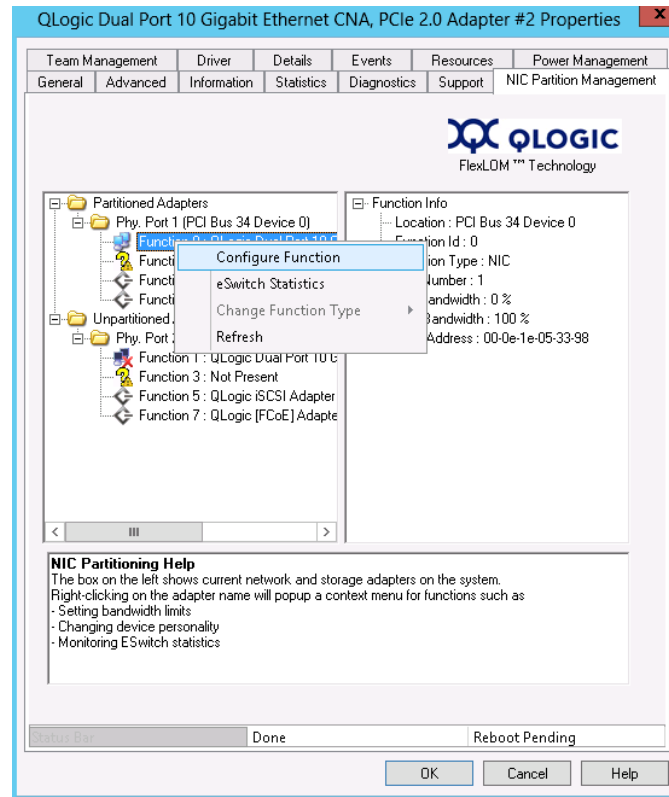 QLogic Dual Port 10 Gigabit Ethernet CNA, PCIe 2.0 Adapter #2 Properties x
Team Management Driver Details Events Resources Power Management
General Advanced Information Statistics Diagnostics Support NIC Partition Management
QLOGIC
FlexLOM ™ Technology
Partitioned Adapters
Phy. Port 1 (PCI Bus 34 Device 0)
Functi
Functi
Functi
Unpartitioned
Phy. Port
Function 1 : QLogic Dual Port 10 G
Function 3 : Not Present
Function 5 : QLogic iSCSI Adapter
Function 7 : QLogic [FCoE] Adapte
Configure Function
eSwitch Statistics
Change Function Type
Refresh
Function Info
Location : PCI Bus 34 Device 0
Function Id : 0
ion Type : NIC
Number : 1
andwidth : 0 %
Bandwidth : 100 %
Address : 00-0e-1e-05-33-98
NIC Partitioning Help
The box on the left shows current network and storage adapters on the system.
Right-clicking on the adapter name will popup a context menu for functions such as
- Setting bandwidth limits
- Changing device personality
- Monitoring ESwitch statistics
Status Bar Done Reboot Pending
OK Cancel Help